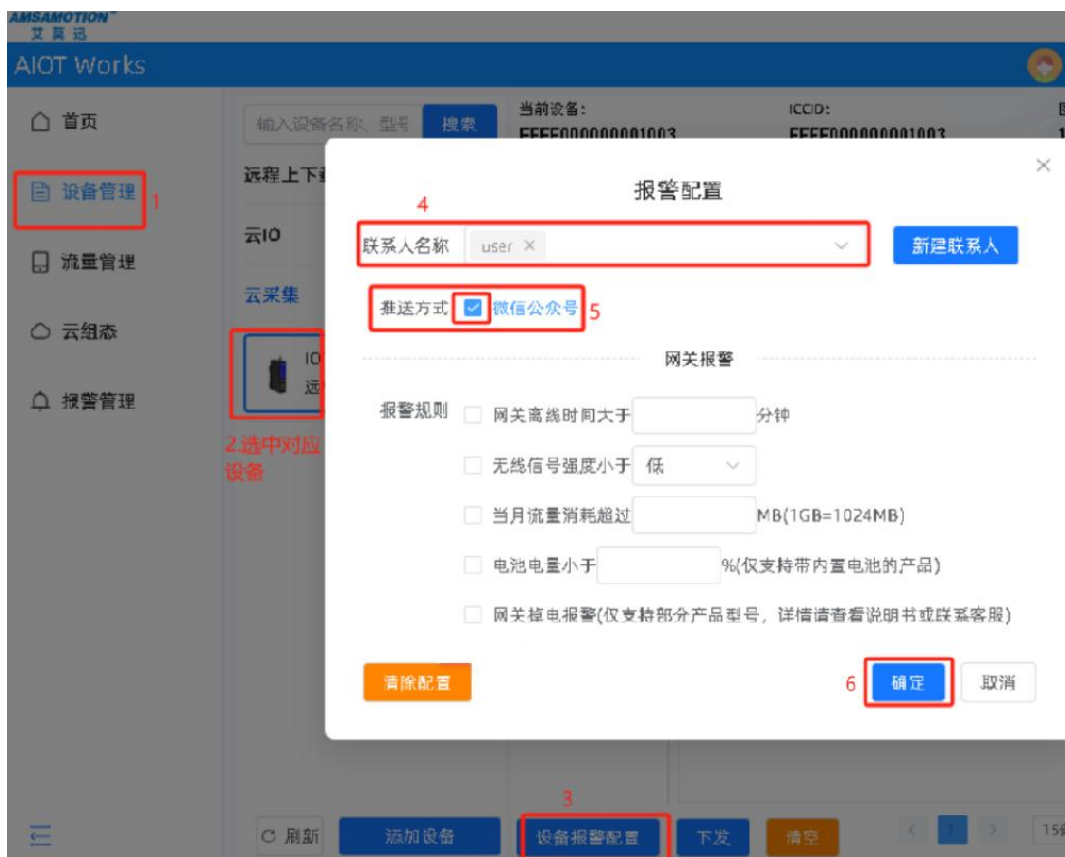 AMSAMOTION
艾莫迅
AIOT Works
首页
设备管理
1
流量管理
云组态
报警管理
输入设备名称、型号
搜索
当前设备:
FFFF000000001003
ICCID:
FFFF000000001003
远程上下载
云IO
云采集
IO
远
2.选中对应
设备
报警配置
4
联系人名称
user
新建联系人
推送方式
微信公众号
5
网关报警
报警规则
网关离线时间大于
分钟
无线信号强度小于
低
当月流量消耗超过
MB(1GB=1024MB)
电池电量小于
%(仅支持带内置电池的产品)
网关掉电报警(仅支持部分产品型号，详情请查看说明书或联系客服)
清除配置
6
确定
取消
3
刷新
添加设备
设备报警配置
下发
清空
1